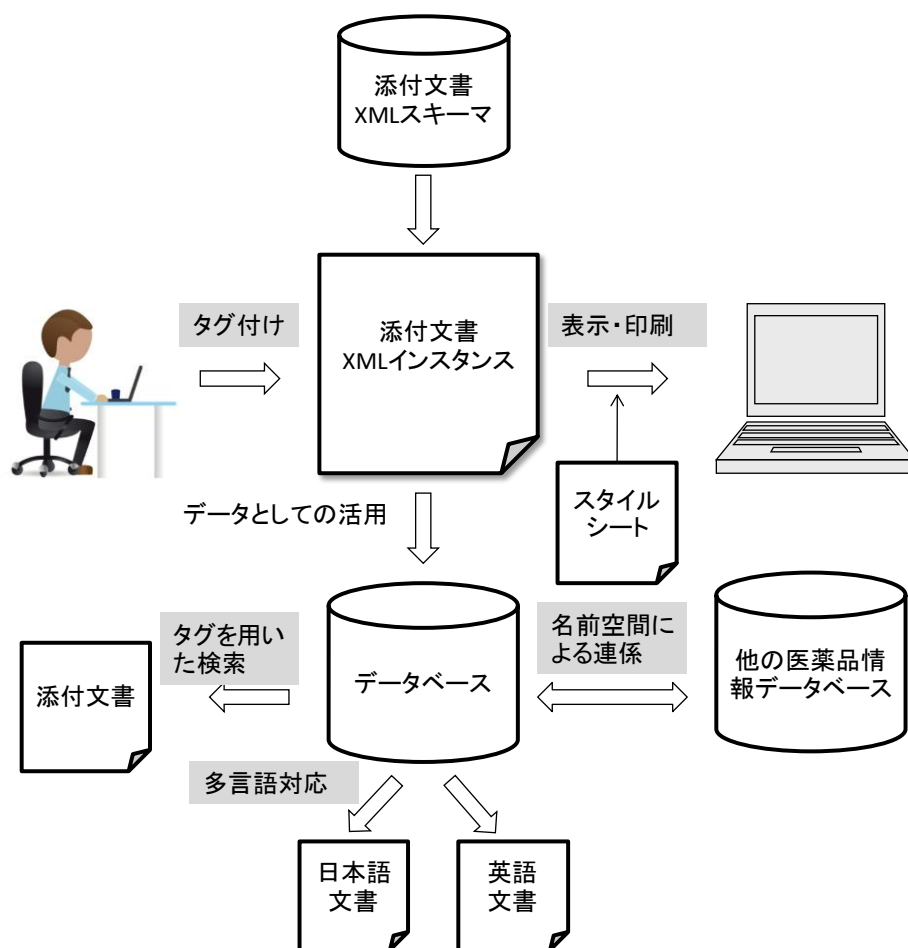 添付文書
XMLスキーマ
タグ付け
添付文書
XMLインスタンス
表示・印刷
データとしての活用
スタイル
シート
タグを用い
た検索
添付文書
データベース
名前空間に
よる連係
他の医薬品情
報データベース
多言語対応
日本語
文書
英語
文書